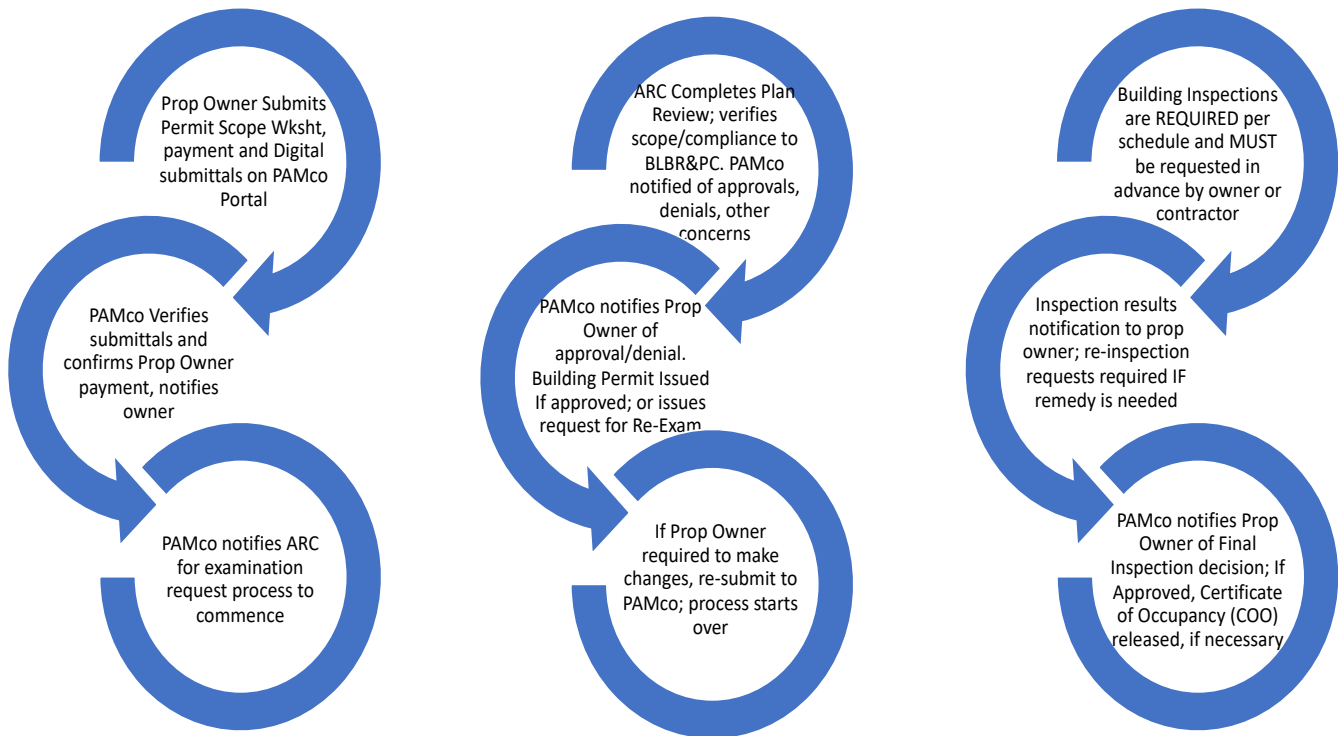 Prop Owner Submits
Permit Scope Wksht,
payment and Digital
submittals on PAMco
Portal
PAMco Verifies
submittals and
confirms Prop Owner
payment, notifies
owner
PAMco notifies ARC
for examination
request process to
commence
ARC Completes Plan
Review; verifies
scope/compliance to
BLBR&PC. PAMco
notified of approvals,
denials, other
concerns
PAMco notifies Prop
Owner of
approval/denial.
Building Permit Issued
If approved; or issues
request for Re-Exam
If Prop Owner
required to make
changes, re-submit to
PAMco; process starts
over
Building Inspections
are REQUIRED per
schedule and MUST
be requested in
advance by owner or
contractor
Inspection results
notification to prop
owner; re-inspection
requests required IF
remedy is needed
PAMco notifies Prop
Owner of Final
Inspection decision; If
Approved, Certificate
of Occupancy (COO)
released, if necessary